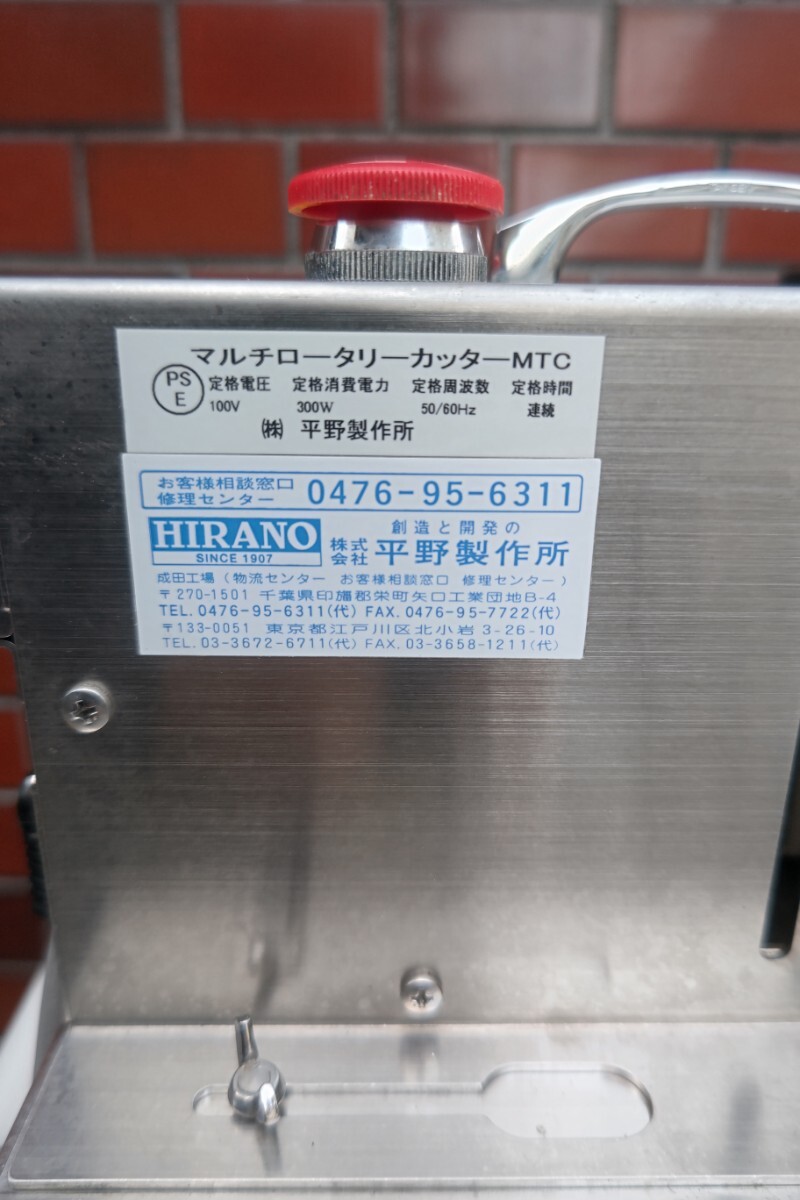 マルチロータリーカッターMTC
PSE 定格電圧 定格消費電力 定格周波数 定格時間
100V 300W 50/60Hz 連続
㈱ 平野製作所
お客様相談窓口
修理センター 0476-95-6311
HIRANO
SINCE 1907
創造と開発の
株式会社 平野製作所
成田工場(物流センター お客様相談窓口 修理センター)
〒270-1501 千葉県印旛郡栄町矢口工業団地B-4
TEL.0476-95-6311(代) FAX.0476-95-7722(代)
〒133-0051 東京都江戸川区北小岩3-26-10
TEL.03-3672-6711(代) FAX.03-3658-1211(代)